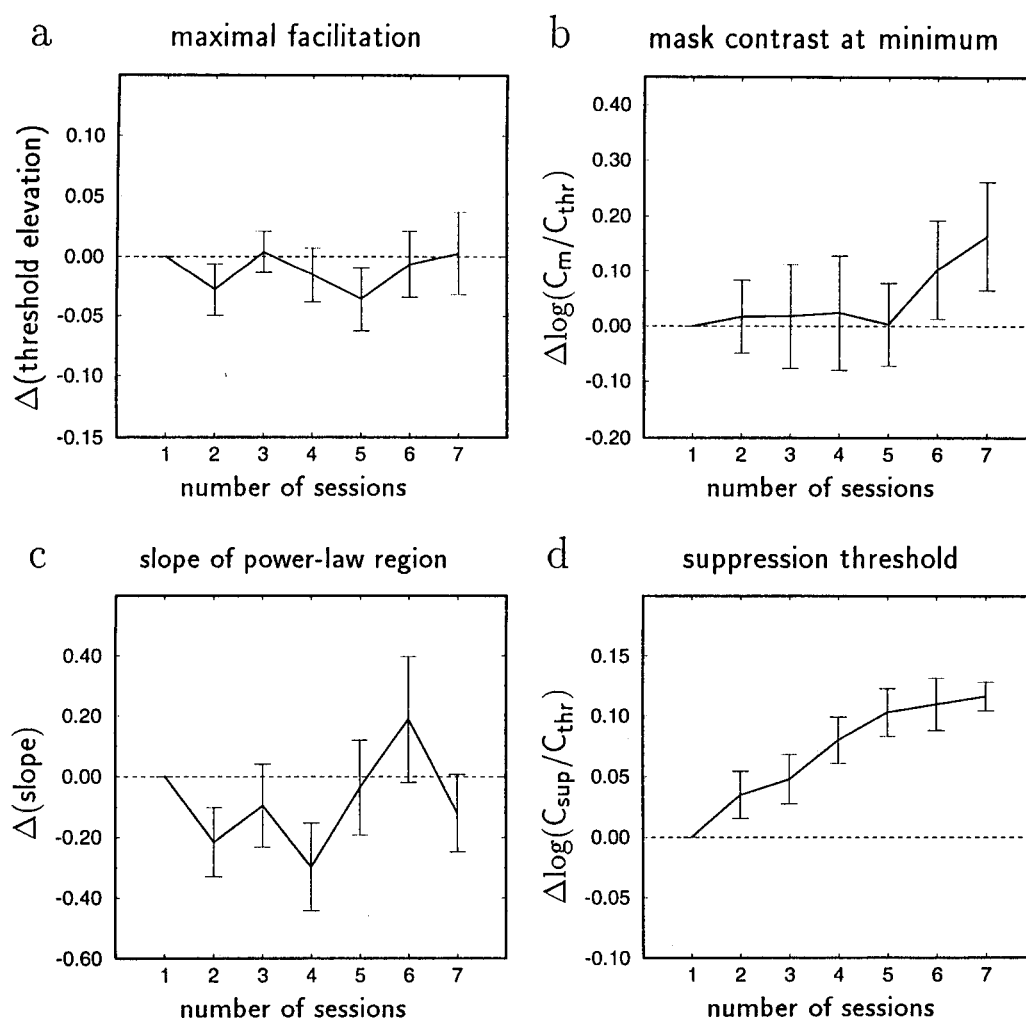 a
maximal facilitation
Δ(threshold elevation)
0.10
0.05
0.00
-0.05
-0.10
-0.15
1 2 3 4 5 6 7
number of sessions
b
mask contrast at minimum
Δlog(Cm/Cthr)
0.40
0.30
0.20
0.10
0.00
-0.10
-0.20
1 2 3 4 5 6 7
number of sessions
c
slope of power-law region
Δ(slope)
0.40
0.20
0.00
-0.20
-0.40
-0.60
1 2 3 4 5 6 7
number of sessions
d
suppression threshold
Δlog(Csup/Cthr)
0.15
0.10
0.05
0.00
-0.05
-0.10
1 2 3 4 5 6 7
number of sessions